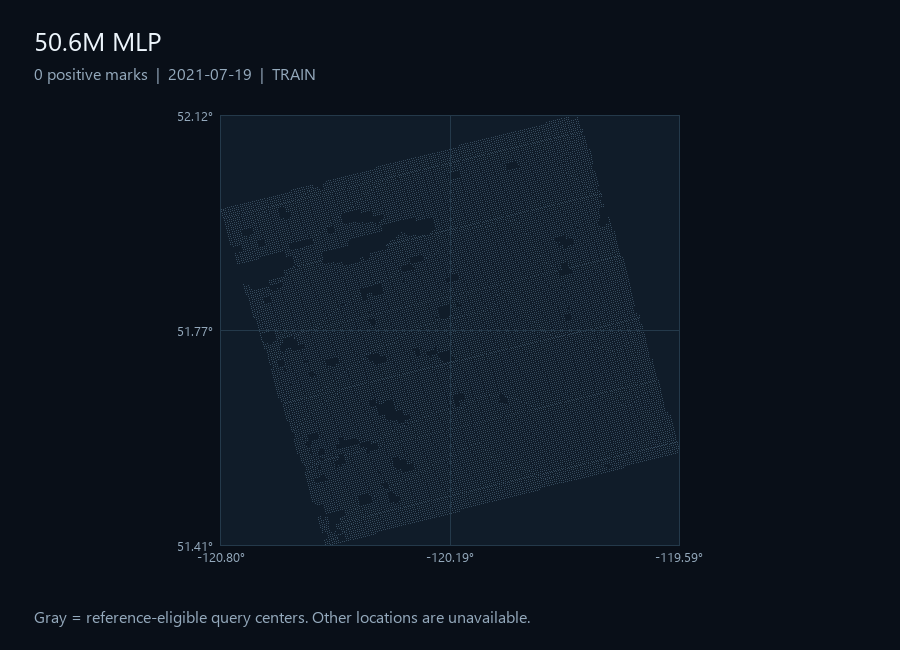 50.6M MLP
0 positive marks | 2021-07-19 | TRAIN
52.12°
51.77°
51.41°
-120.80°
-120.19°
-119.59°
Gray = reference-eligible query centers. Other locations are unavailable.